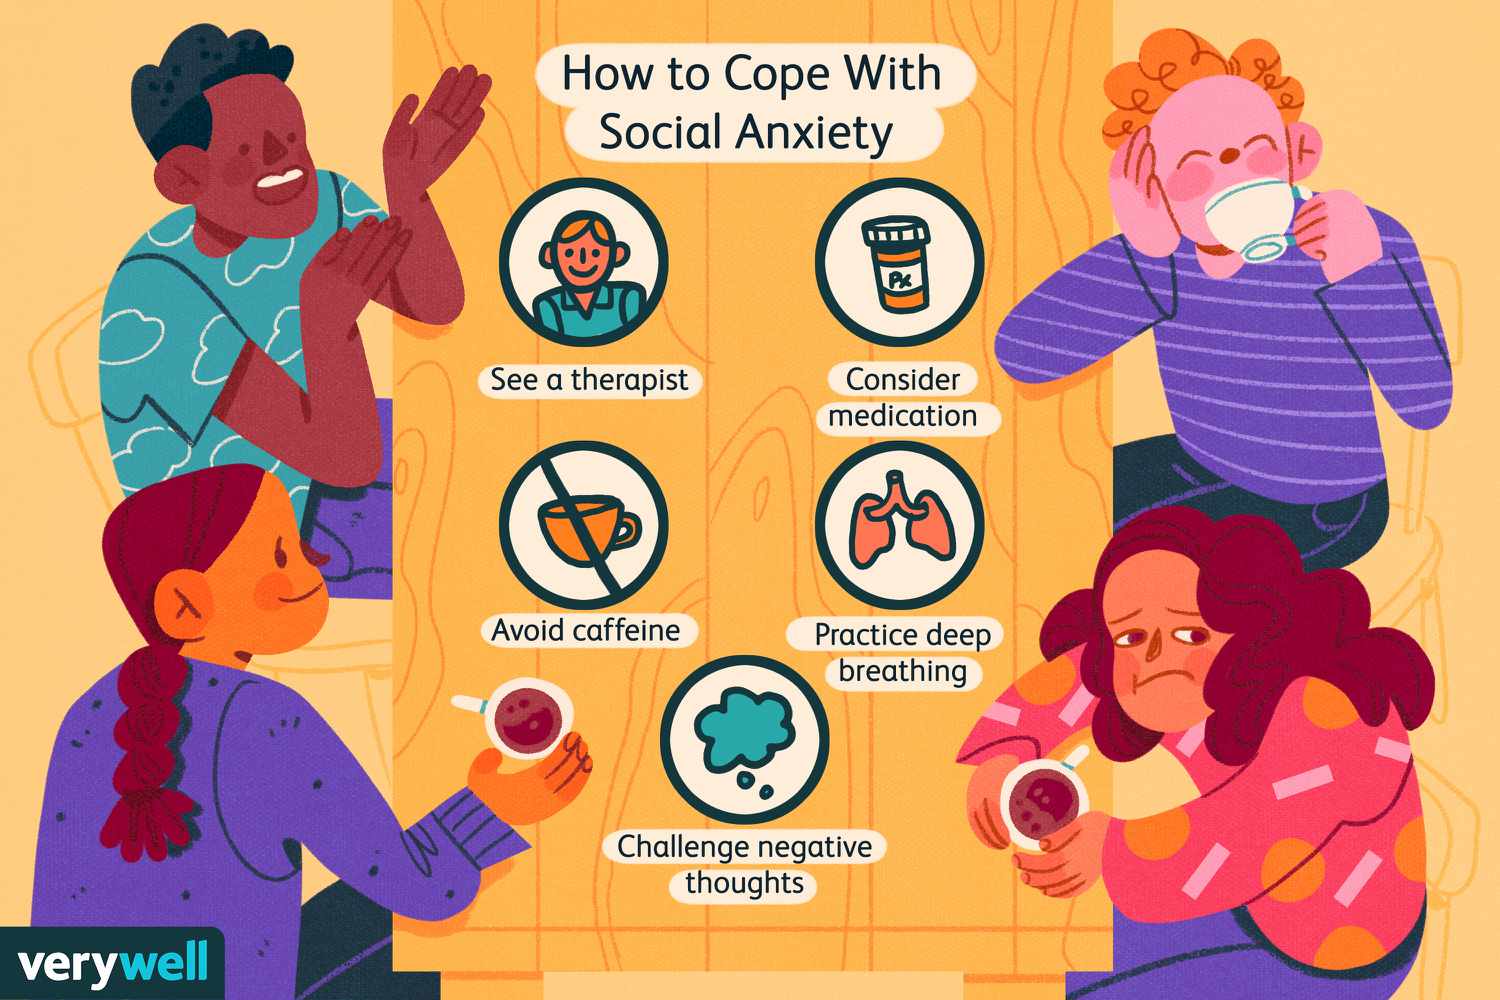 How to Cope With
Social Anxiety
See a therapist
Consider
medication
Rx
Avoid caffeine
Practice deep
breathing
Challenge negative
thoughts
verywell